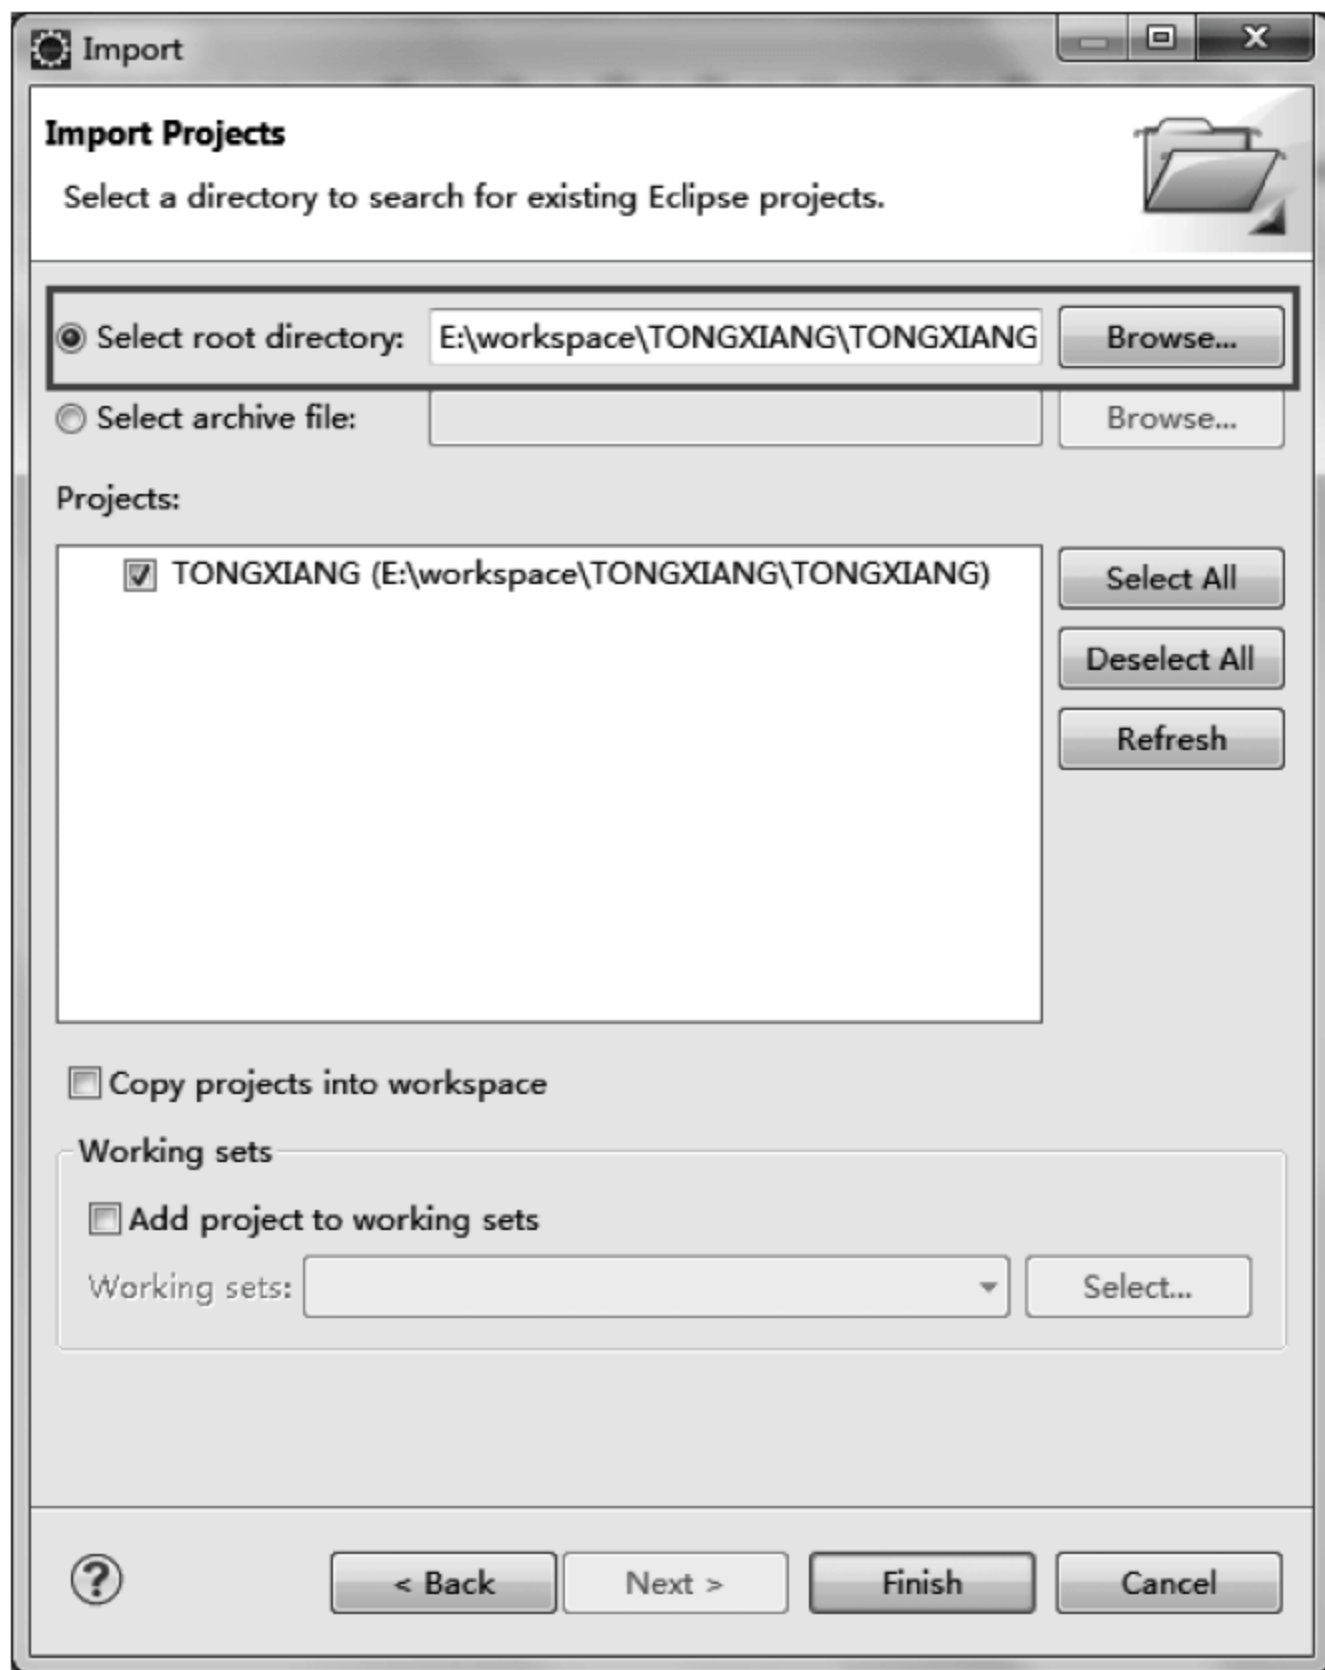 Import
Import Projects
Select a directory to search for existing Eclipse projects.
Select root directory: E:\workspace\TONGXIANG\TONGXIANG Browse...
Select archive file: Browse...
Projects:
TONGXIANG (E:\workspace\TONGXIANG\TONGXIANG) Select All
Deselect All
Refresh
Copy projects into workspace
Working sets
Add project to working sets
Working sets: Select...
? < Back Next > Finish Cancel